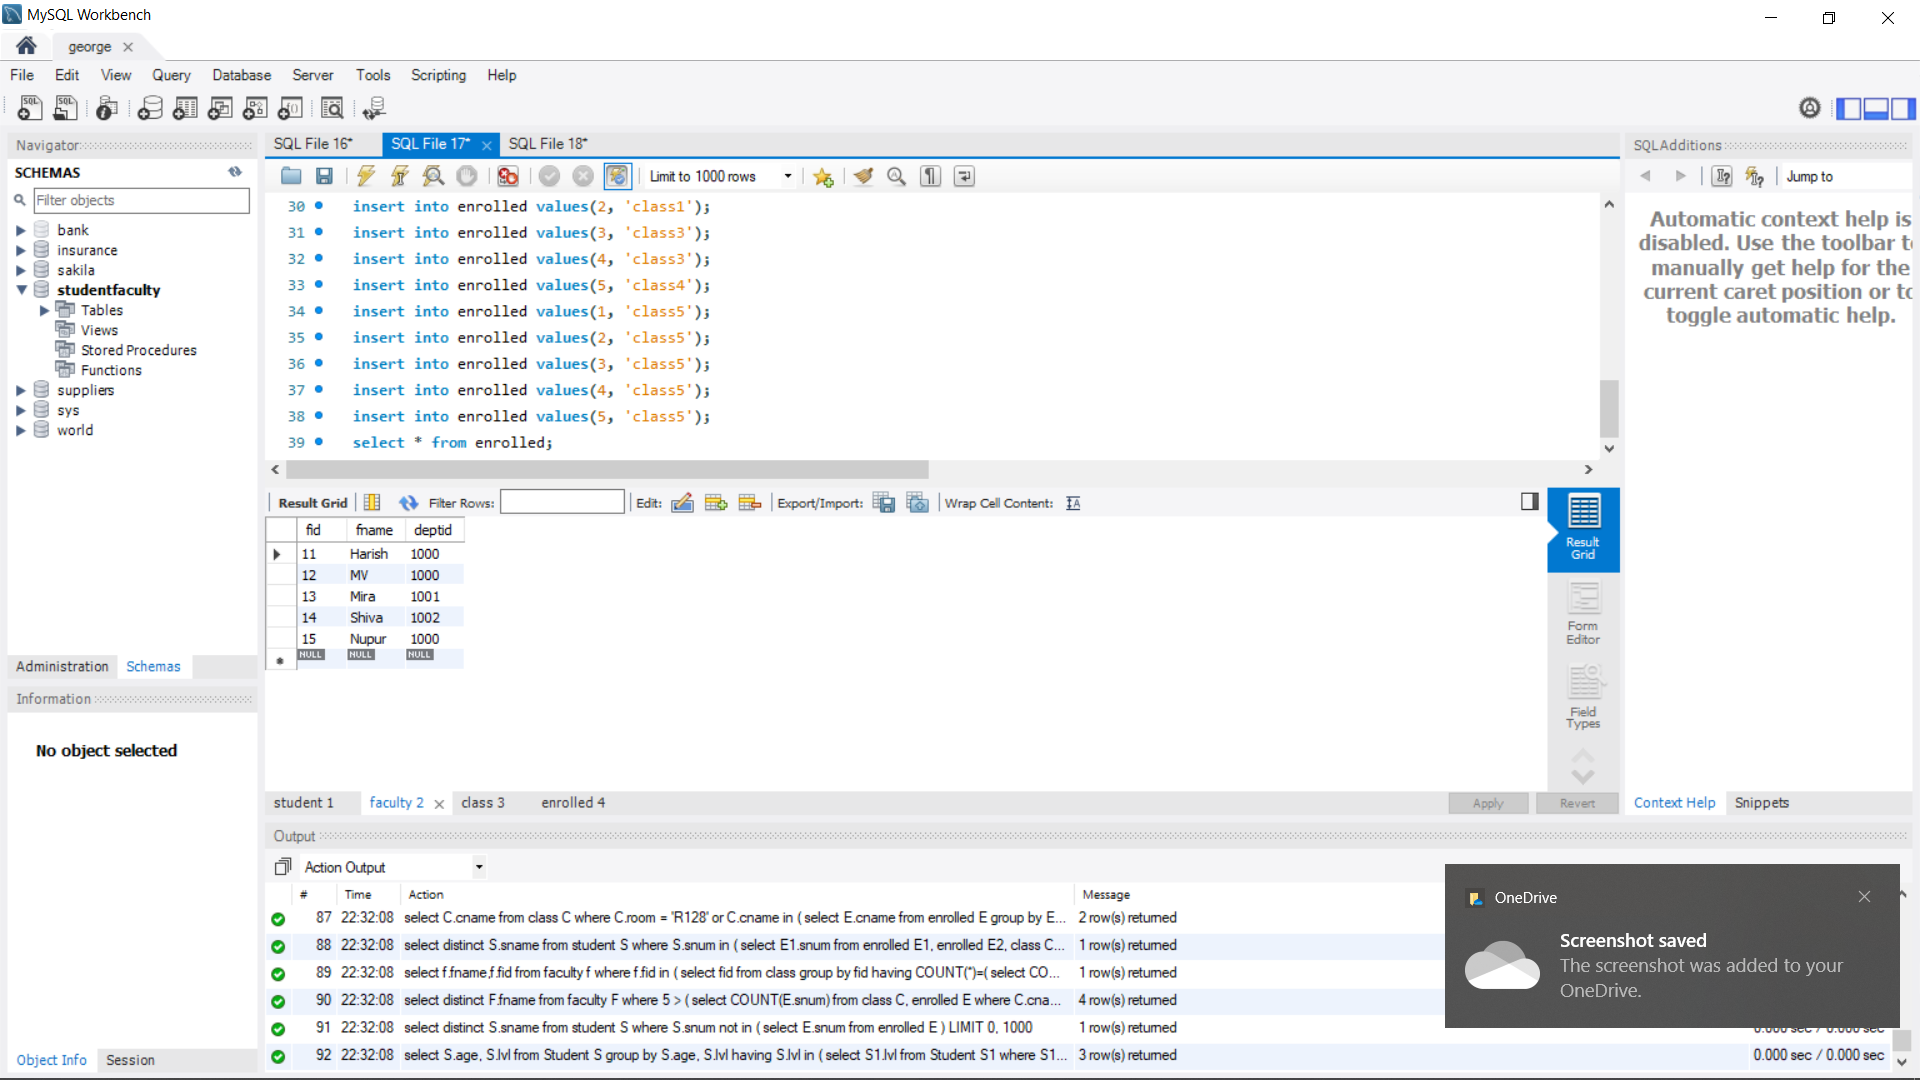 MySQL Workbench
george
File Edit View Query Database Server Tools Scripting Help
Navigator
SCHEMAS
Filter objects
bank
insurance
sakila
studentfaculty
Tables
Views
Stored Procedures
Functions
suppliers
sys
world
Administration Schemas
Information
No object selected
Object Info Session
SQL File 16* SQL File 17* SQL File 18*
Limit to 1000 rows
30 insert into enrolled values(2, 'class1');
31 insert into enrolled values(3, 'class3');
32 insert into enrolled values(4, 'class3');
33 insert into enrolled values(5, 'class4');
34 insert into enrolled values(1, 'class5');
35 insert into enrolled values(2, 'class5');
36 insert into enrolled values(3, 'class5');
37 insert into enrolled values(4, 'class5');
38 insert into enrolled values(5, 'class5');
39 select * from enrolled;
Result Grid Filter Rows: Edit: Export/Import: Wrap Cell Content:
fid fname deptid
11 Harish 1000
12 MV 1000
13 Mira 1001
14 Shiva 1002
15 Nupur 1000
NULL NULL NULL
Result Grid
Form Editor
Field Types
student 1 faculty 2 class 3 enrolled 4
Apply Revert
SQLAdditions
Jump to
Automatic context help is
disabled. Use the toolbar t
manually get help for the
current caret position or to
toggle automatic help.
Context Help Snippets
Output
Action Output
# Time Action Message
87 22:32:08 select C.cname from class C where C.room = 'R128' or C.cname in ( select E.cname from enrolled E group by E... 2 row(s) returned
88 22:32:08 select distinct S.sname from student S where S.snum in ( select E1.snum from enrolled E1, enrolled E2, class C... 1 row(s) returned
89 22:32:08 select f.fname,f.fid from faculty f where f.fid in ( select fid from class group by fid having COUNT(*)=( select CO... 1 row(s) returned
90 22:32:08 select distinct F.fname from faculty F where 5 > ( select COUNT(E.snum) from class C, enrolled E where C.cna... 4 row(s) returned
91 22:32:08 select distinct S.sname from student S where S.snum not in ( select E.snum from enrolled E ) LIMIT 0, 1000 1 row(s) returned 0.000 sec / 0.000 sec
92 22:32:08 select S.age, S.lvl from Student S group by S.age, S.lvl having S.lvl in ( select S1.lvl from Student S1 where S1... 3 row(s) returned 0.000 sec / 0.000 sec
OneDrive
Screenshot saved
The screenshot was added to your
OneDrive.